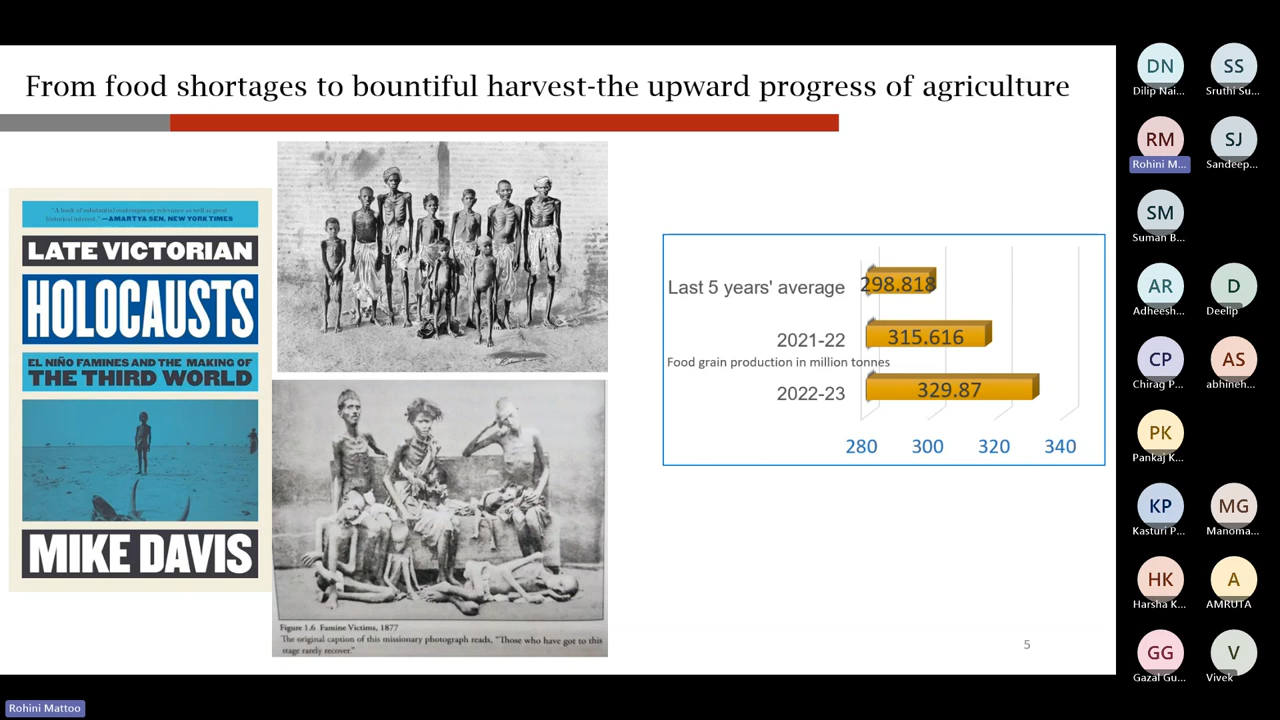 From food shortages to bountiful harvest-the upward progress of agriculture
"A book of substantial contemporary relevance as well as great
historical interest." —AMARTYA SEN, NEW YORK TIMES
LATE VICTORIAN
HOLOCAUSTS
EL NIÑO FAMINES AND THE MAKING OF
THE THIRD WORLD
MIKE DAVIS
Figure 1.6 Famine Victims, 1877
The original caption of this missionary photograph reads, "Those who have got to this
stage rarely recover."
Last 5 years' average
298.818
2021-22
315.616
Food grain production in million tonnes
2022-23
329.87
280 300 320 340
5
DN SS
Dilip Nai... Sruthi Su...
RM SJ
Rohini M... Sandeep...
SM
Suman B...
AR D
Adheesh... Deelip
CP AS
Chirag P... abhineh...
PK
Pankaj K...
KP MG
Kasturi P... Manoma...
HK A
Harsha K... AMRUTA
GG V
Gazal Gu... Vivek
Rohini Mattoo